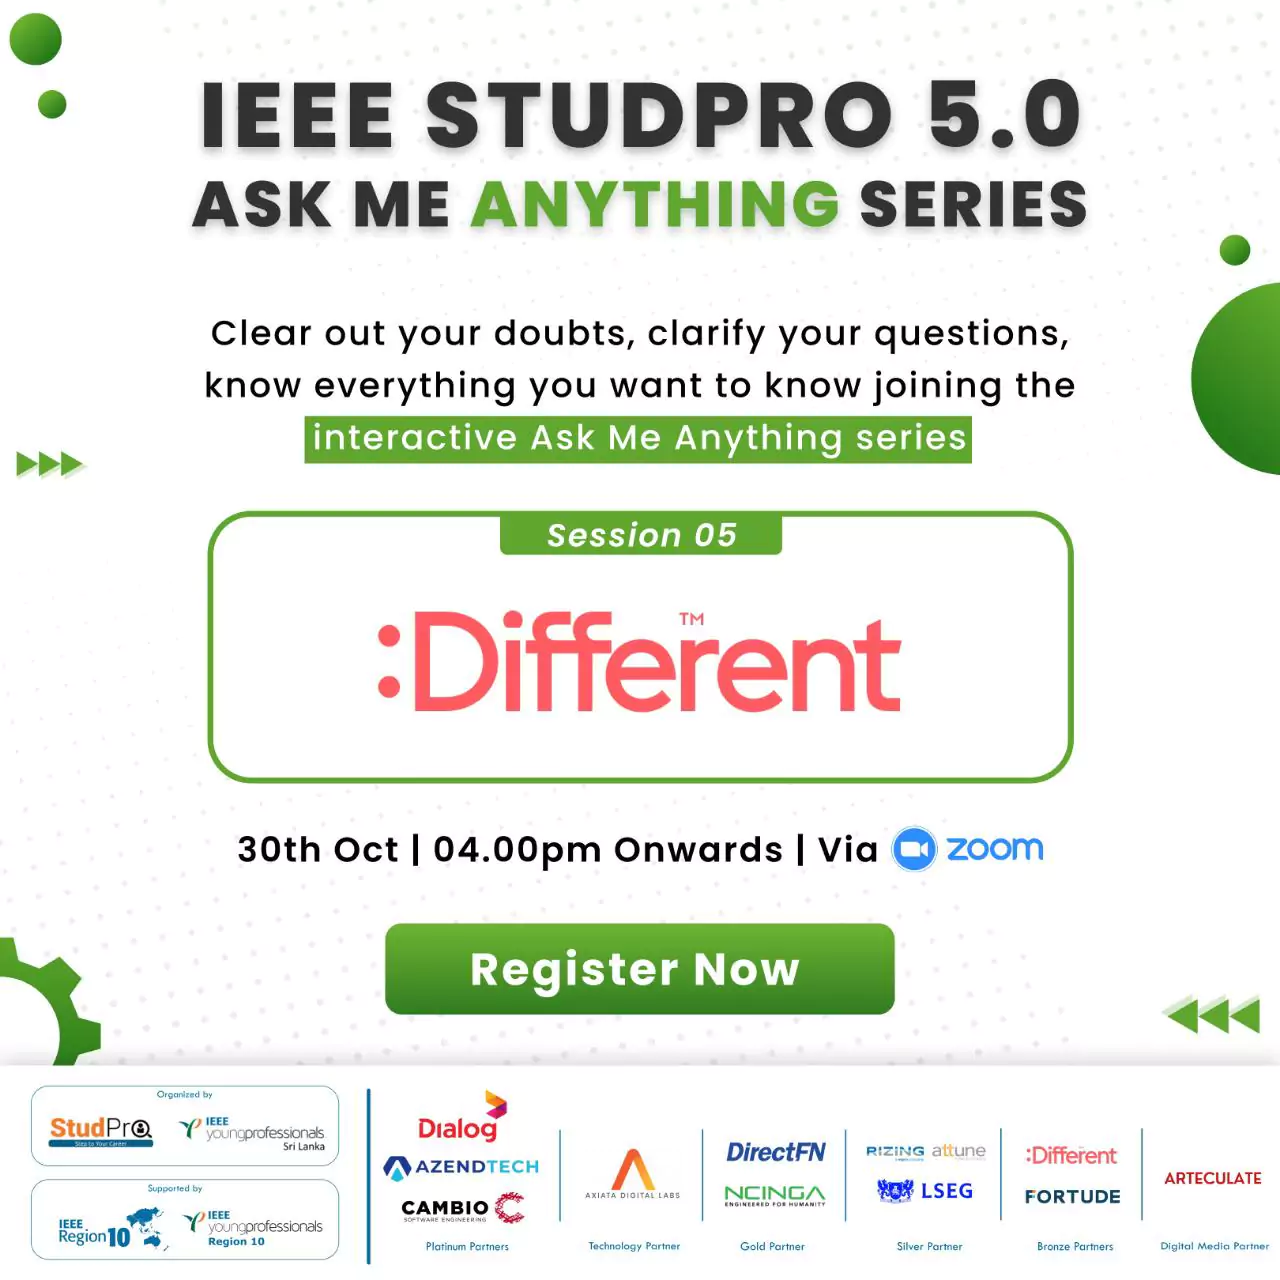 IEEE STUDPRO 5.0
ASK ME ANYTHING SERIES
Clear out your doubts, clarify your questions,
know everything you want to know joining the
interactive Ask Me Anything series
Session 05
:Different™
30th Oct | 04.00pm Onwards | Via zoom
Register Now
Organized by
StudPro
Step to Your Career
IEEE
youngprofessionals
Sri Lanka
Supported by
IEEE
Region 10
IEEE
youngprofessionals
Region 10
Dialog
AZENDTECH
CAMBIO
SOFTWARE ENGINEERING
Platinum Partners
AXIATA DIGITAL LABS
Technology Partner
DirectFN
NCINGA
ENGINEERED FOR HUMANITY
Gold Partner
RIZING attune
LSEG
Silver Partner
:Different
FORTUDE
Bronze Partners
ARTECULATE
Digital Media Partner